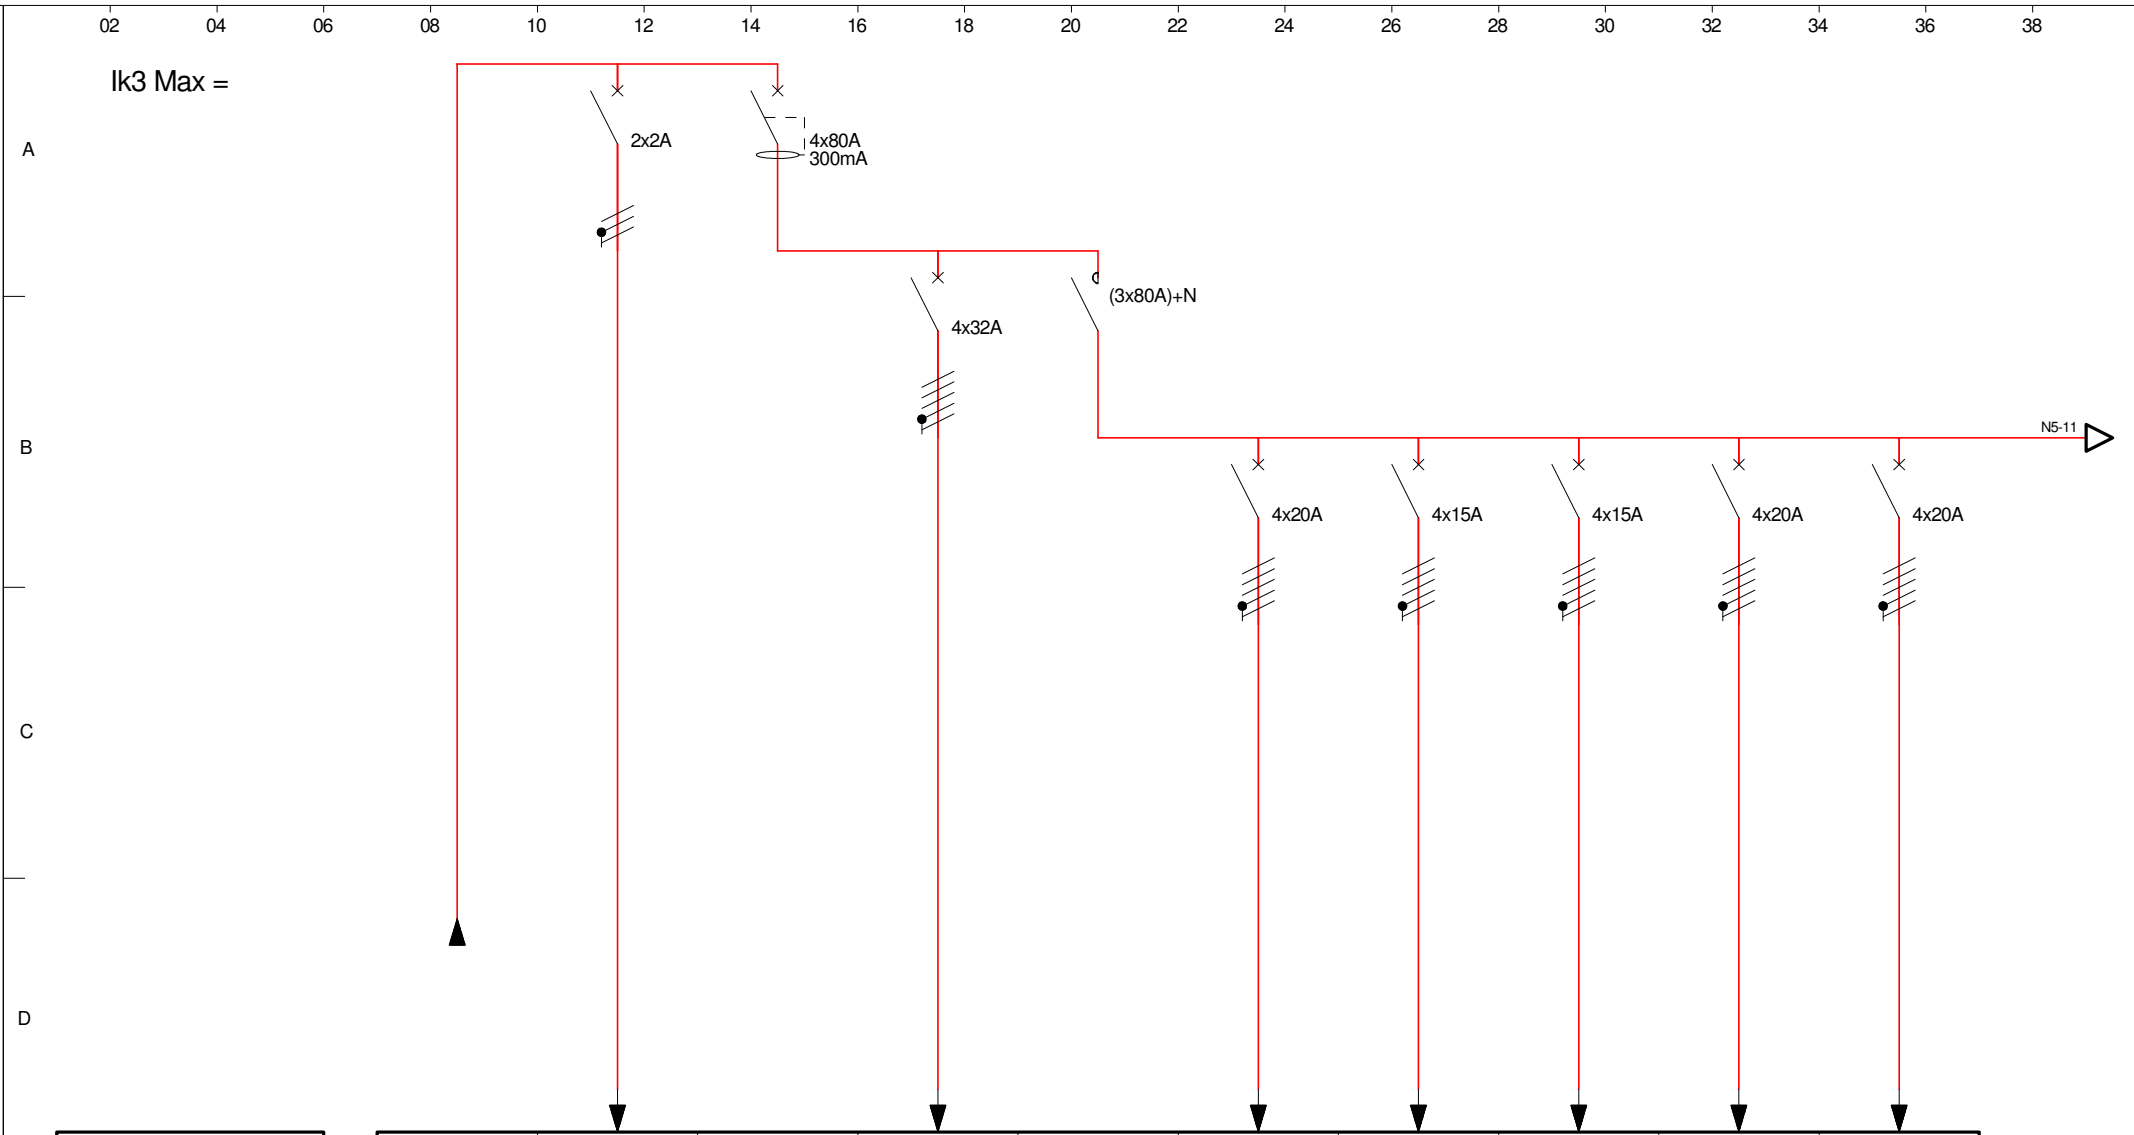 02 04 06 08 10 12 14 16 18 20 22 24 26 28 30 32 34 36 38
Ik3 Max =
A
2x2A
4x80A
300mA
(3x80A)+N
4x32A
B
N5-11
4x20A 4x15A 4x15A 4x20A 4x20A
C
D